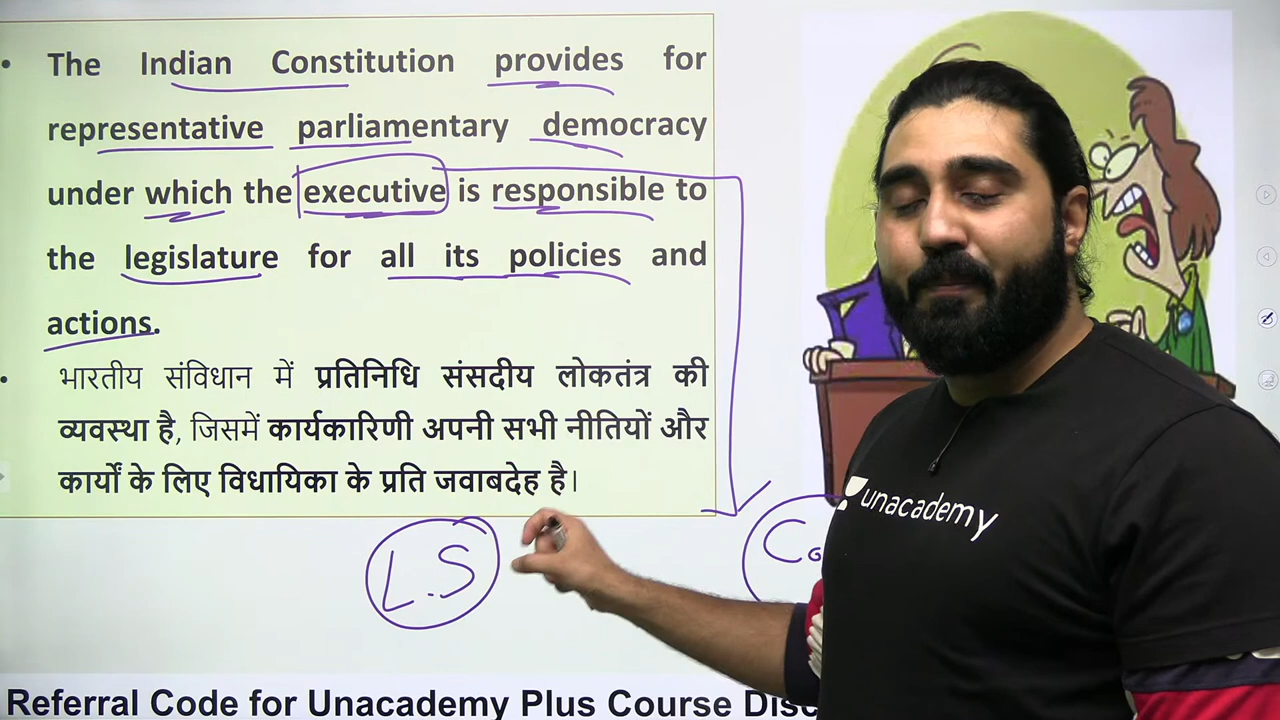 The Indian Constitution provides for
representative parliamentary democracy
under which the executive is responsible to
the legislature for all its policies and
actions.
भारतीय संविधान में प्रतिनिधि संसदीय लोकतंत्र की
व्यवस्था है, जिसमें कार्यकारिणी अपनी सभी नीतियों और
कार्यों के लिए विधायिका के प्रति जवाबदेह है।
L.S
unacademy
Referral Code for Unacademy Plus Course